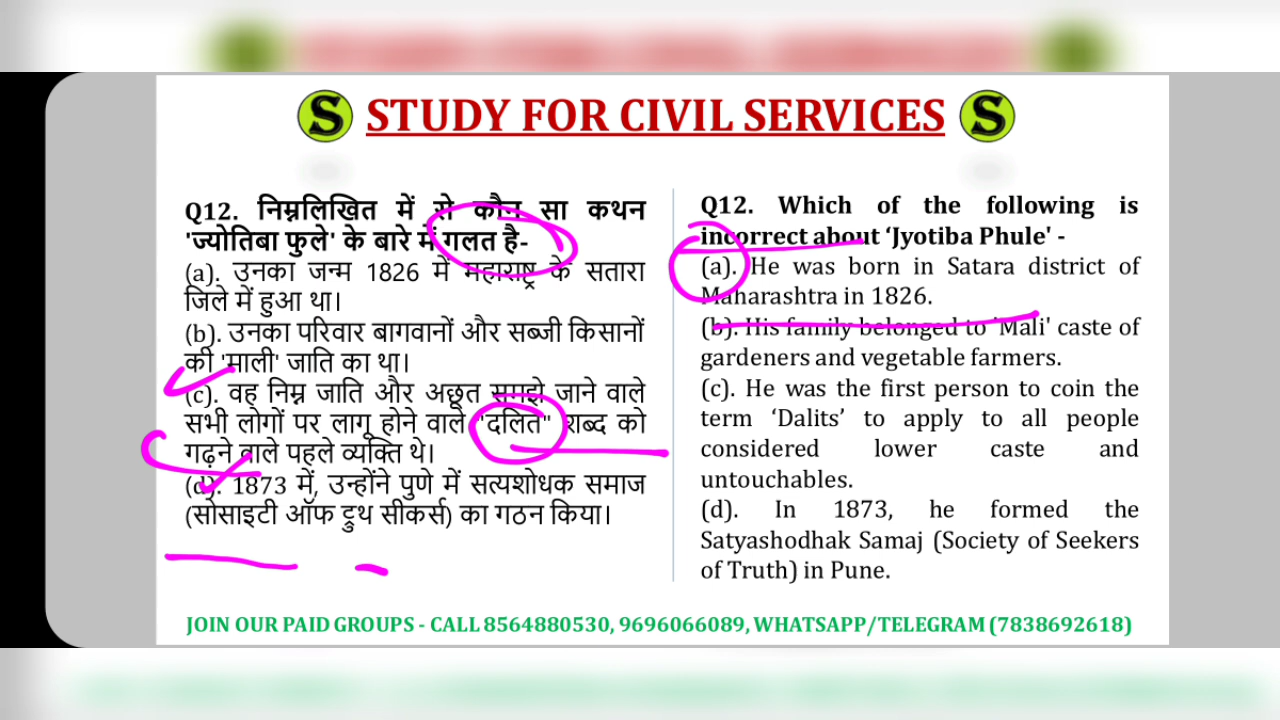 STUDY FOR CIVIL SERVICES
Q12. निम्नलिखित में से कौन सा कथन
'ज्योतिबा फुले' के बारे में गलत है-
(a). उनका जन्म 1826 में महाराष्ट्र के सतारा
जिले में हुआ था।
(b). उनका परिवार बागवानों और सब्जी किसानों
की 'माली' जाति का था।
(c). वह निम्न जाति और अछूत समझे जाने वाले
सभी लोगों पर लागू होने वाले "दलित" शब्द को
गढ़ने वाले पहले व्यक्ति थे।
(d). 1873 में, उन्होंने पुणे में सत्यशोधक समाज
(सोसाइटी ऑफ ट्रुथ सीकर्स) का गठन किया।
Q12. Which of the following is
incorrect about ‘Jyotiba Phule' -
(a). He was born in Satara district of
Maharashtra in 1826.
(b). His family belonged to 'Mali' caste of
gardeners and vegetable farmers.
(c). He was the first person to coin the
term ‘Dalits’ to apply to all people
considered lower caste and
untouchables.
(d). In 1873, he formed the
Satyashodhak Samaj (Society of Seekers
of Truth) in Pune.
JOIN OUR PAID GROUPS - CALL 8564880530, 9696066089, WHATSAPP/TELEGRAM (7838692618)